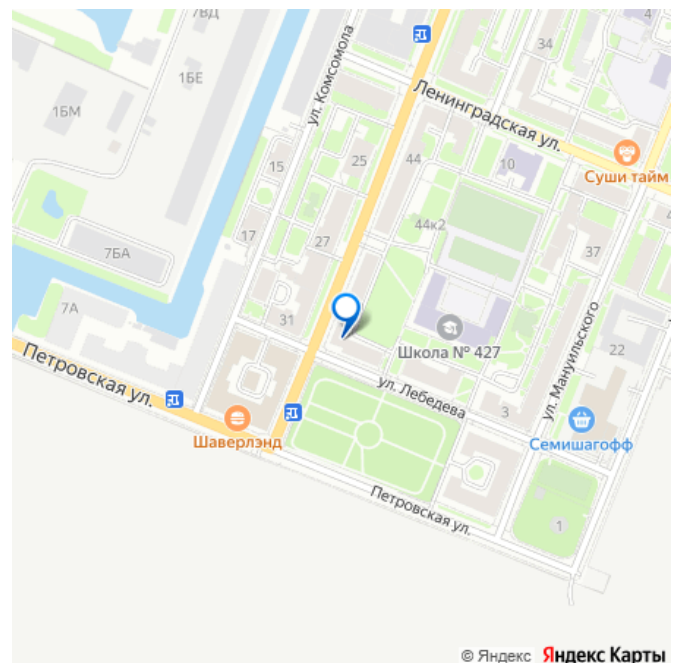 7ВД
4
1БЕ
ул. Комсомола
34
1БМ
Ленинградская ул.
15
25
44
10
Суши тайм
44к2
17
27
37
7БА
7А
31
Школа № 427
ул. Мануильского
22
Петровская ул.
ул. Лебедева
3
Шаверлэнд
Семишагофф
Петровская ул.
1
© Яндекс Яндекс Карты